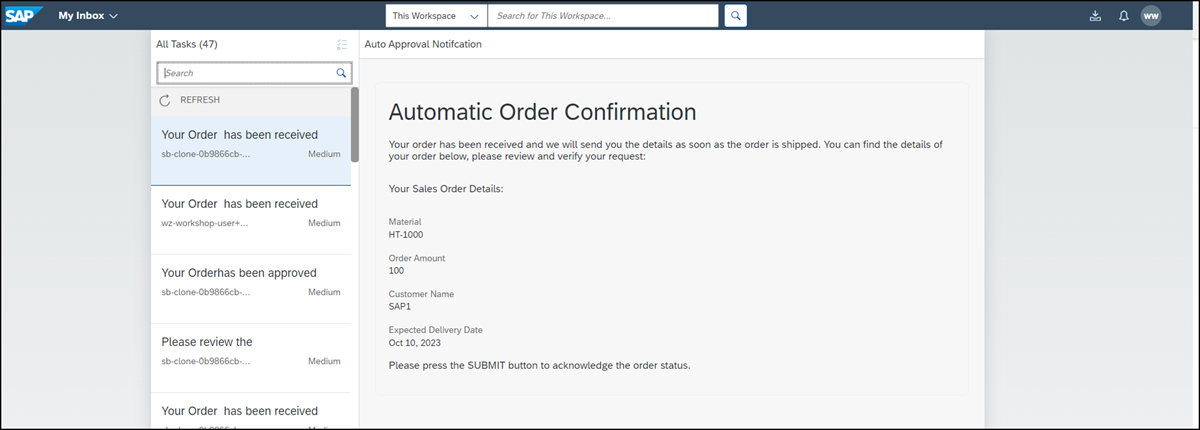 SAP My Inbox This Workspace Search for This Workspace... WW
All Tasks (47)
Search
REFRESH
Your Order has been received
sb-clone-0b9866cb-... Medium
Your Order has been received
wz-workshop-user+... Medium
Your Orderhas been approved
sb-clone-0b9866cb-... Medium
Please review the
sb-clone-0b9866cb-... Medium
Your Order has been received
Auto Approval Notifcation
Automatic Order Confirmation
Your order has been received and we will send you the details as soon as the order is shipped. You can find the details of
your order below, please review and verify your request:
Your Sales Order Details:
Material
HT-1000
Order Amount
100
Customer Name
SAP1
Expected Delivery Date
Oct 10, 2023
Please press the SUBMIT button to acknowledge the order status.